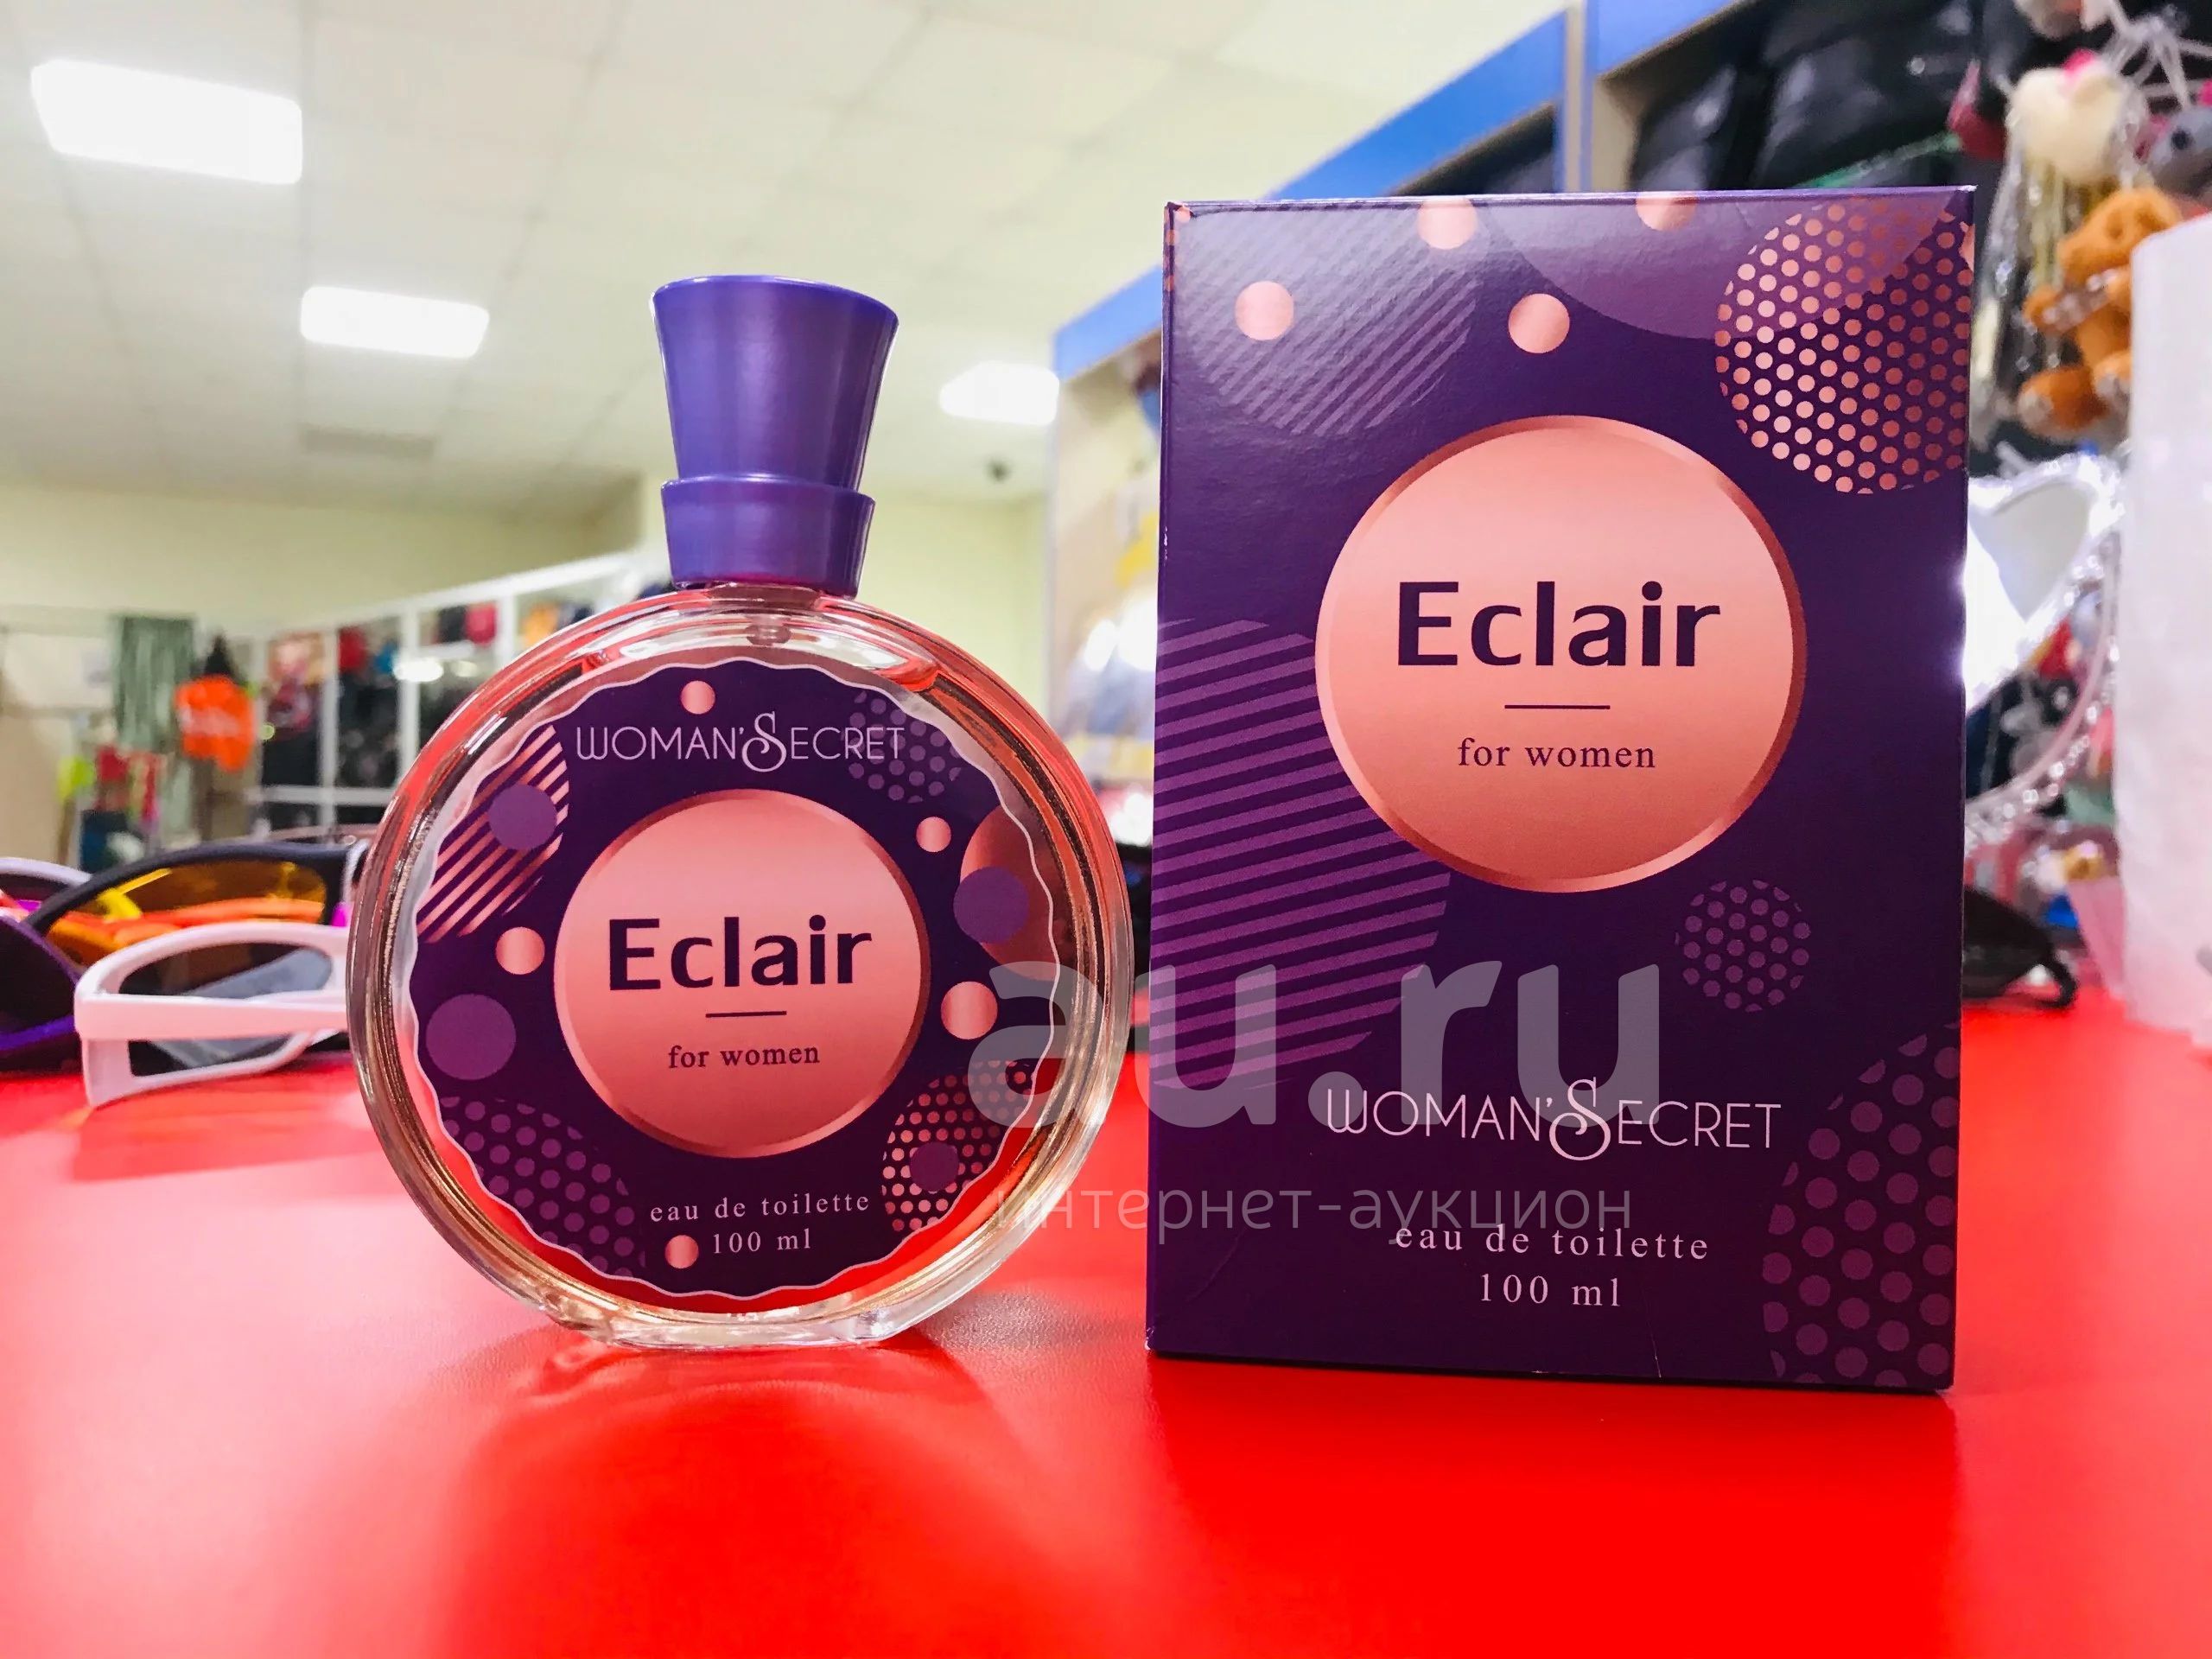 WOMAN'SECRET
Eclair
for women
eau de toilette
100 ml
Eclair
for women
WOMAN'SECRET
eau de toilette
100 ml
au.ru
интернет-аукцион